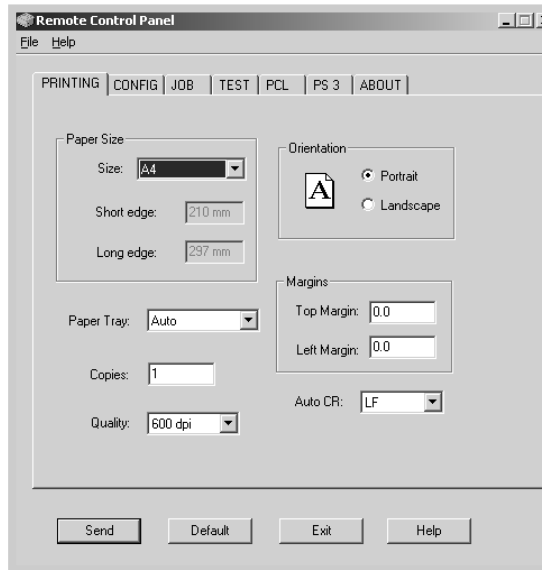 Remote Control Panel
File Help
PRINTING CONFIG JOB TEST PCL PS 3 ABOUT
Paper Size
Size: A4
Short edge: 210 mm
Long edge: 297 mm
Orientation
A
Portrait
Landscape
Margins
Top Margin: 0.0
Left Margin: 0.0
Paper Tray: Auto
Copies: 1
Quality: 600 dpi
Auto CR: LF
Send Default Exit Help